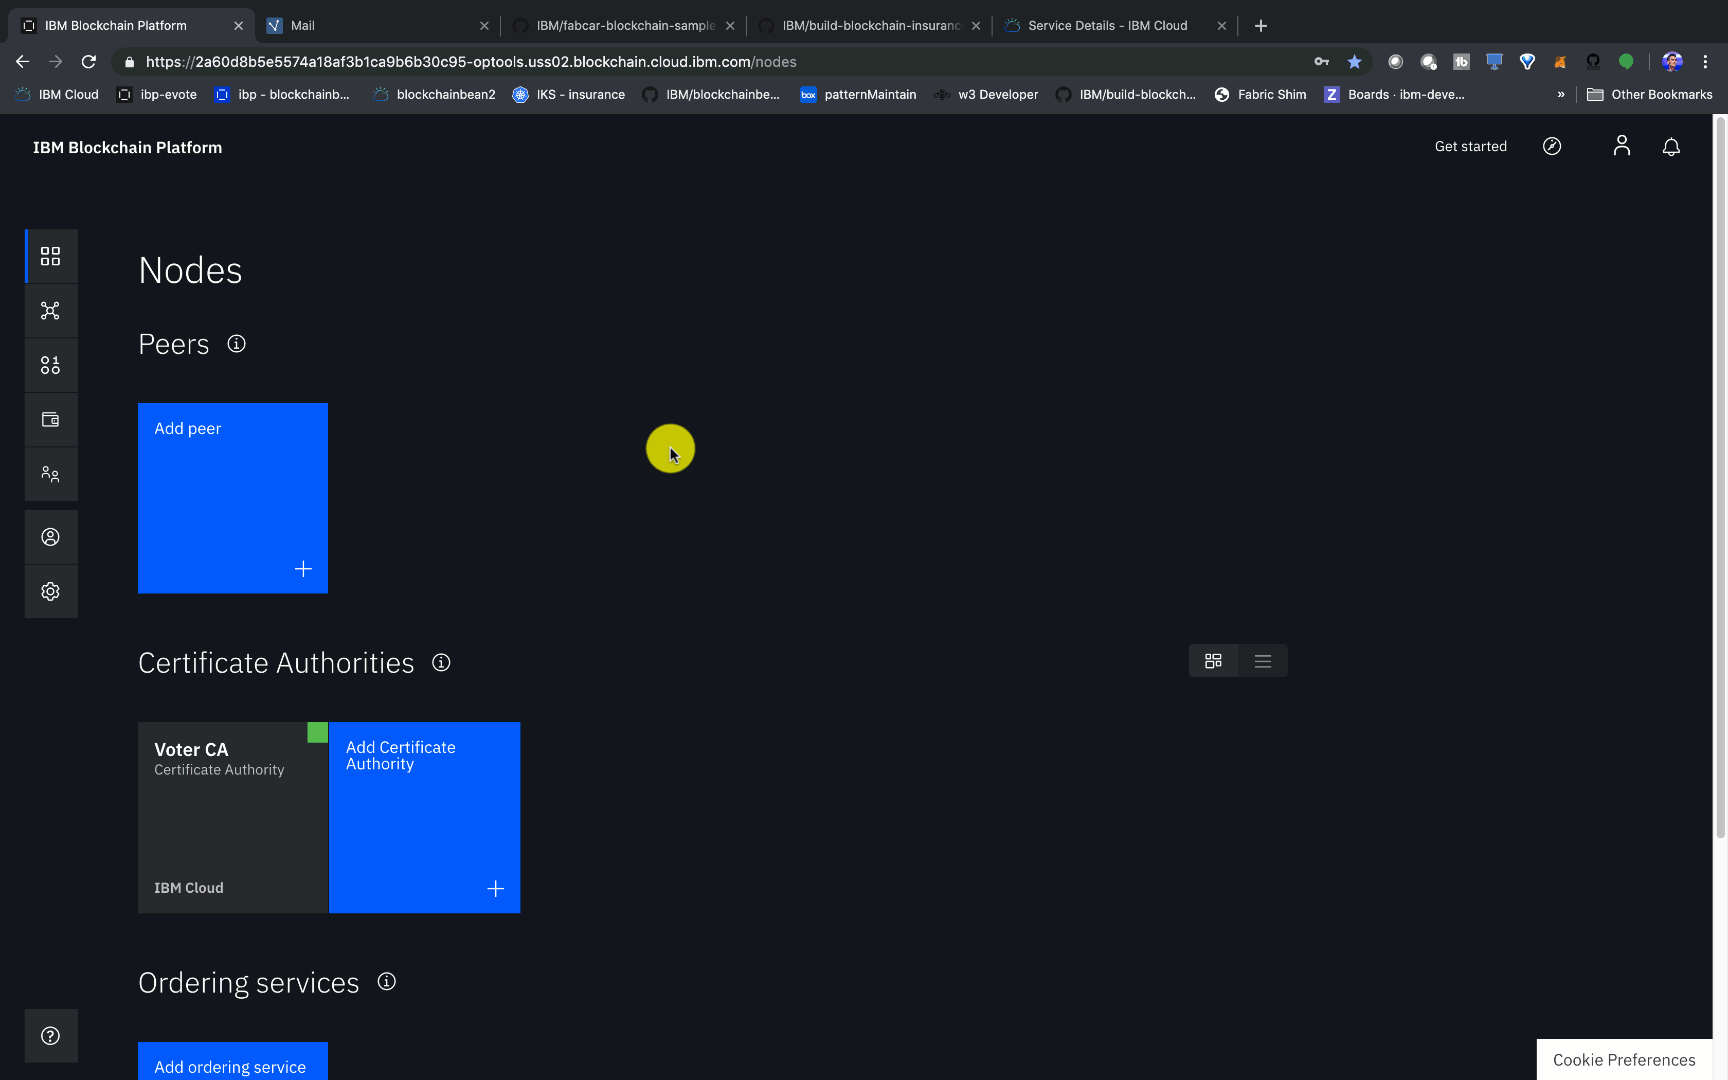 IBM Blockchain Platform
Mail
IBM/fabcar-blockchain-sample
IBM/build-blockchain-insuranc
Service Details - IBM Cloud
https://2a60d8b5e5574a18af3b1ca9b6b30c95-optools.uss02.blockchain.cloud.ibm.com/nodes
IBM Cloud
ibp-evote
ibp - blockchainb...
blockchainbean2
IKS - insurance
IBM/blockchainbe...
box
patternMaintain
w3 Developer
IBM/build-blockch...
Fabric Shim
Z
Boards · ibm-deve...
»
Other Bookmarks
IBM Blockchain Platform
Get started
Nodes
Peers
Add peer
Certificate Authorities
Voter CA
Certificate Authority
IBM Cloud
Add Certificate
Authority
Ordering services
Add ordering service
Cookie Preferences